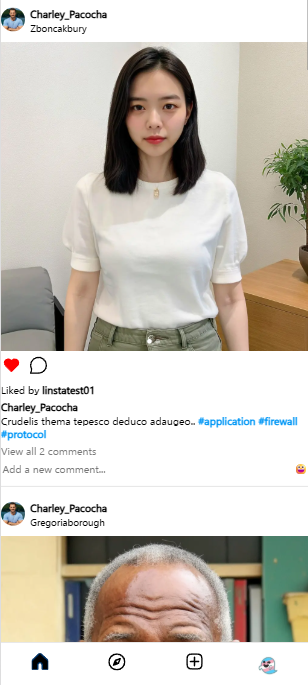 Charley_Pacocha
Zboncakbury
Liked by linstatest01
Charley_Pacocha
Crudelis thema tepesco deduco adaugeo.. #application #firewall
#protocol
View all 2 comments
Add a new comment...
Charley_Pacocha
Gregoriaborough